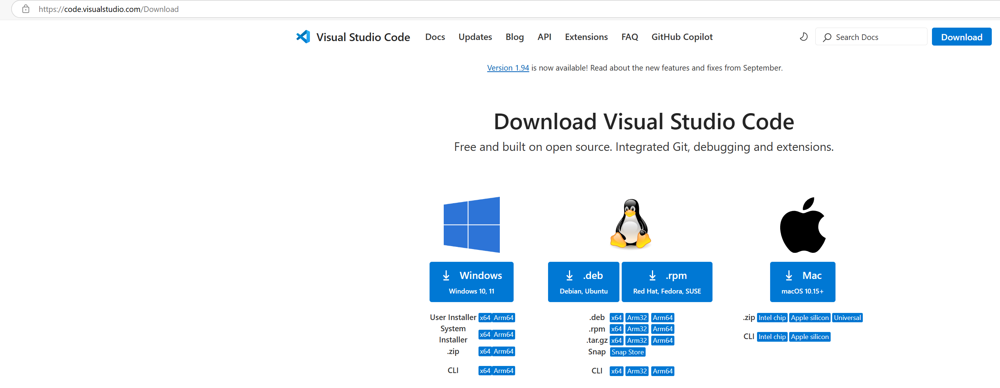 https://code.visualstudio.com/Download
Visual Studio Code Docs Updates Blog API Extensions FAQ GitHub Copilot Search Docs Download
Version 1.94 is now available! Read about the new features and fixes from September.
Download Visual Studio Code
Free and built on open source. Integrated Git, debugging and extensions.
Windows
Windows 10, 11
User Installer x64 Arm64
System
Installer x64 Arm64
.zip x64 Arm64
CLI x64 Arm64
.deb
Debian, Ubuntu
.rpm
Red Hat, Fedora, SUSE
.deb x64 Arm32 Arm64
.rpm x64 Arm32 Arm64
.tar.gz x64 Arm32 Arm64
Snap Snap Store
CLI x64 Arm32 Arm64
Mac
macOS 10.15+
.zip Intel chip Apple silicon Universal
CLI Intel chip Apple silicon